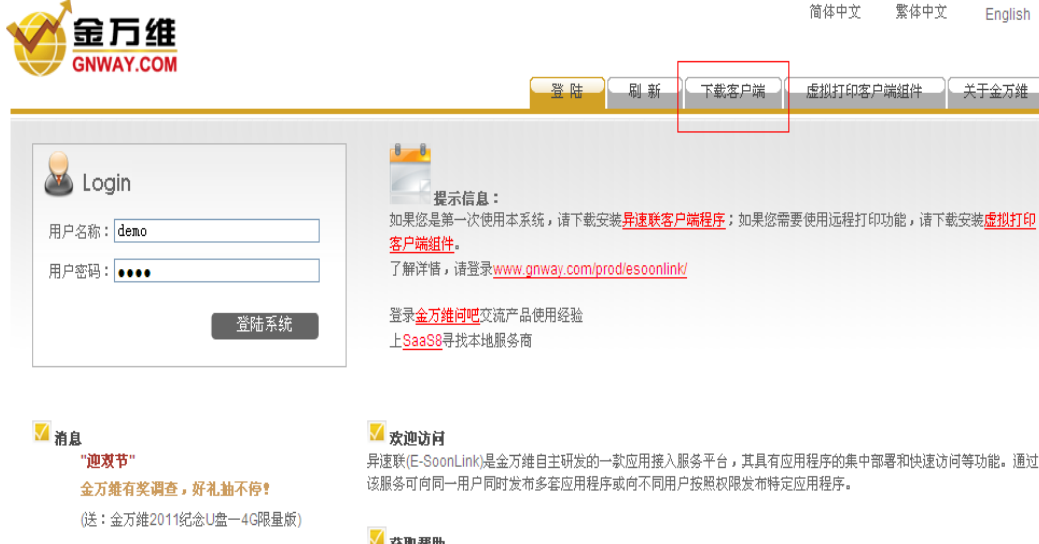 简体中文 繁体中文 English
金万维
GNWAY.COM
登 陆 刷 新 下载客户端 虚拟打印客户端组件 关于金万维
Login
用户名称：demo
用户密码：●●●●
登陆系统
提示信息：
如果您是第一次使用本系统，请下载安装异速联客户端程序；如果您需要使用远程打印功能，请下载安装虚拟打印
客户端组件。
了解详情，请登录www.gnway.com/prod/esoonlink/
登录金万维问吧交流产品使用经验
上SaaS8寻找本地服务商
消息
"迎双节"
金万维有奖调查，好礼抽不停！
(送：金万维2011纪念U盘—4G限量版)
欢迎访问
异速联(E-SoonLink)是金万维自主研发的一款应用接入服务平台，其具有应用程序的集中部署和快速访问等功能。通过
该服务可向同一用户同时发布多套应用程序或向不同用户按照权限发布特定应用程序。
获取帮助